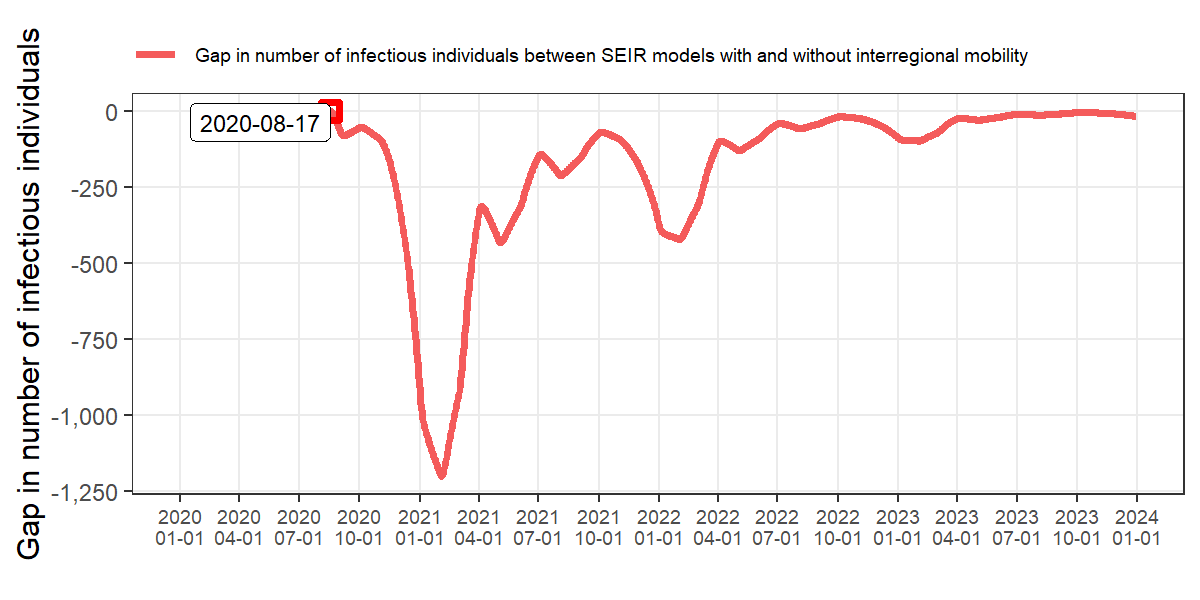 Gap in number of infectious individuals between SEIR models with and without interregional mobility
Gap in number of infectious individuals
2020-08-17
0
-250
-500
-750
-1,000
-1,250
2020 2020 2020 2020 2021 2021 2021 2021 2022 2022 2022 2022 2023 2023 2023 2023 2024
01-01 04-01 07-01 10-01 01-01 04-01 07-01 10-01 01-01 04-01 07-01 10-01 01-01 04-01 07-01 10-01 01-01